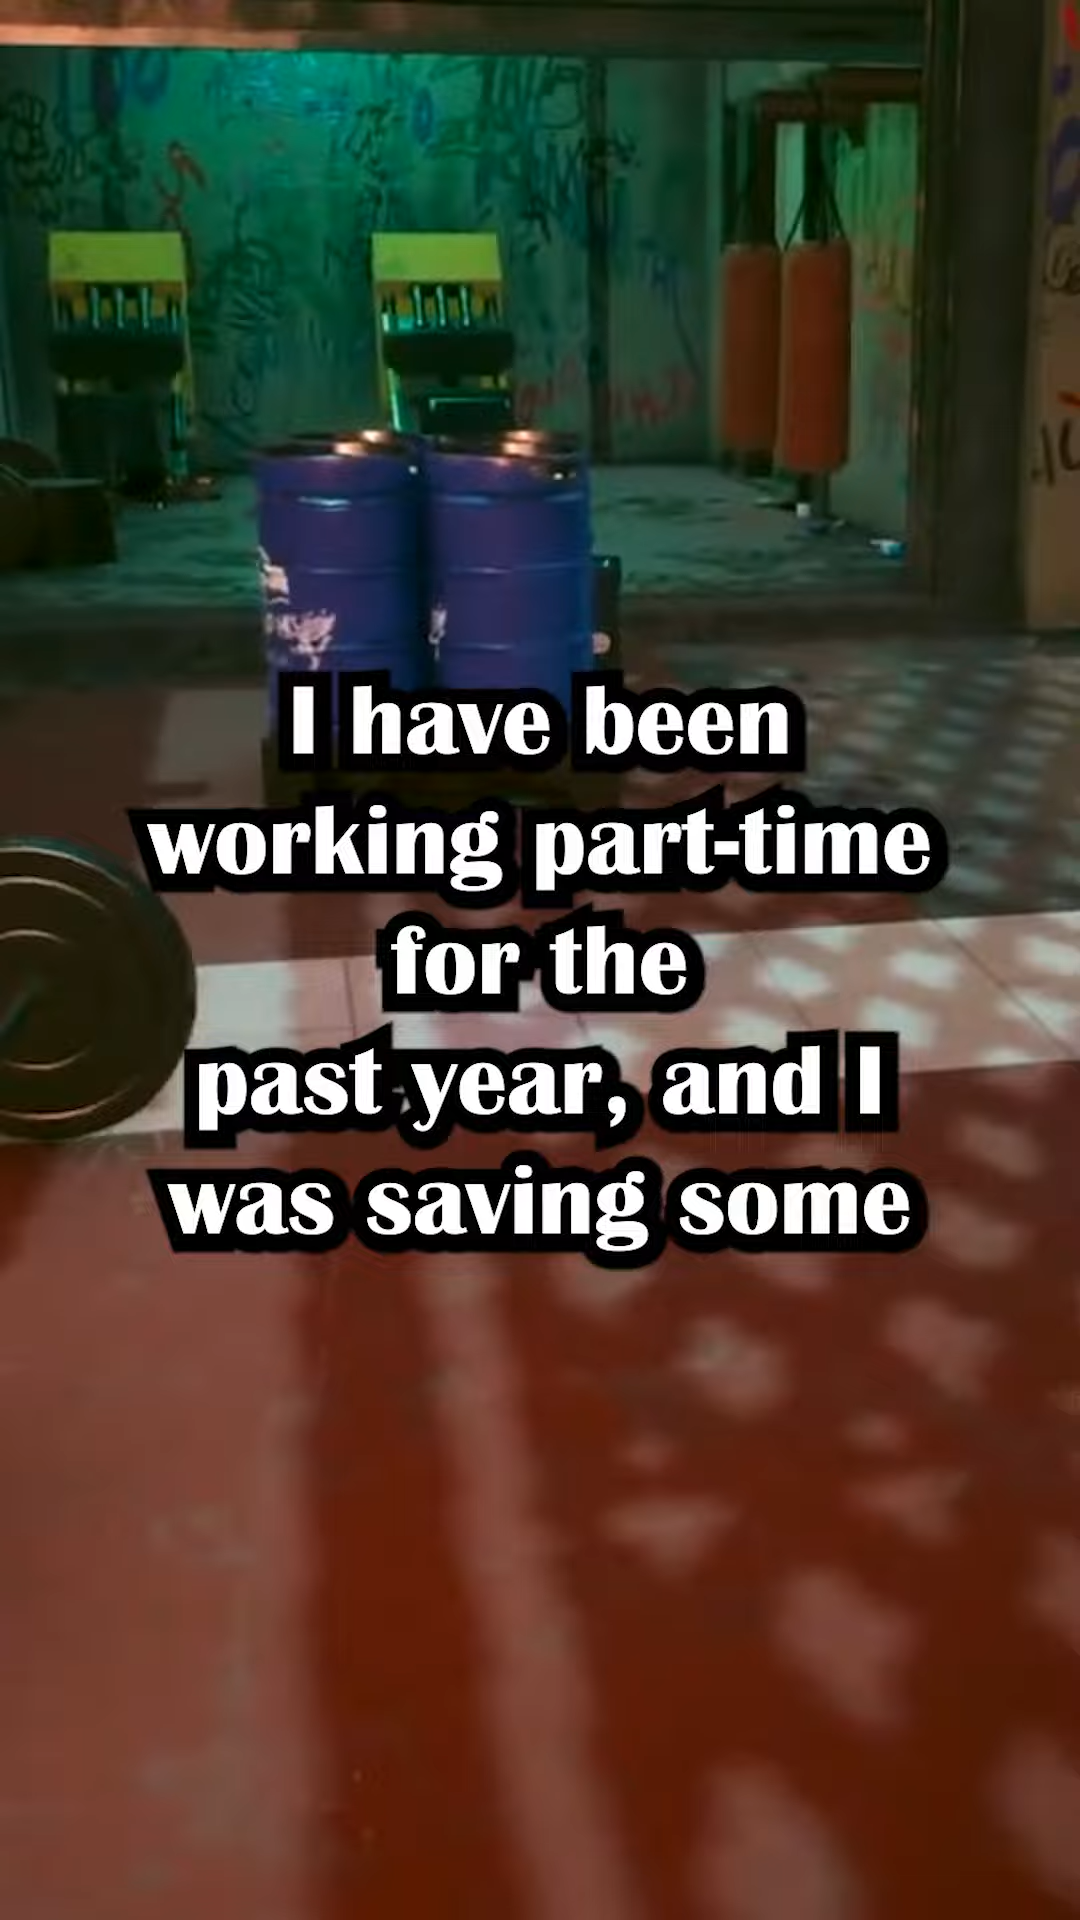 I have been
working part-time
for the
past year, and I
was saving some